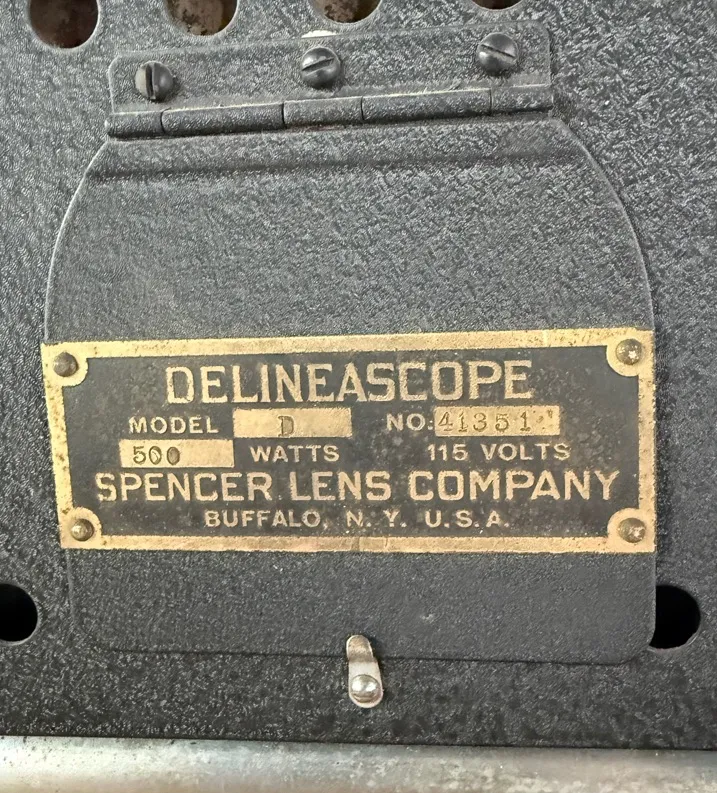 DELINEASCOPE
MODEL D NO. 41351
500 WATTS 115 VOLTS
SPENCER LENS COMPANY
BUFFALO, N. Y. U.S.A.